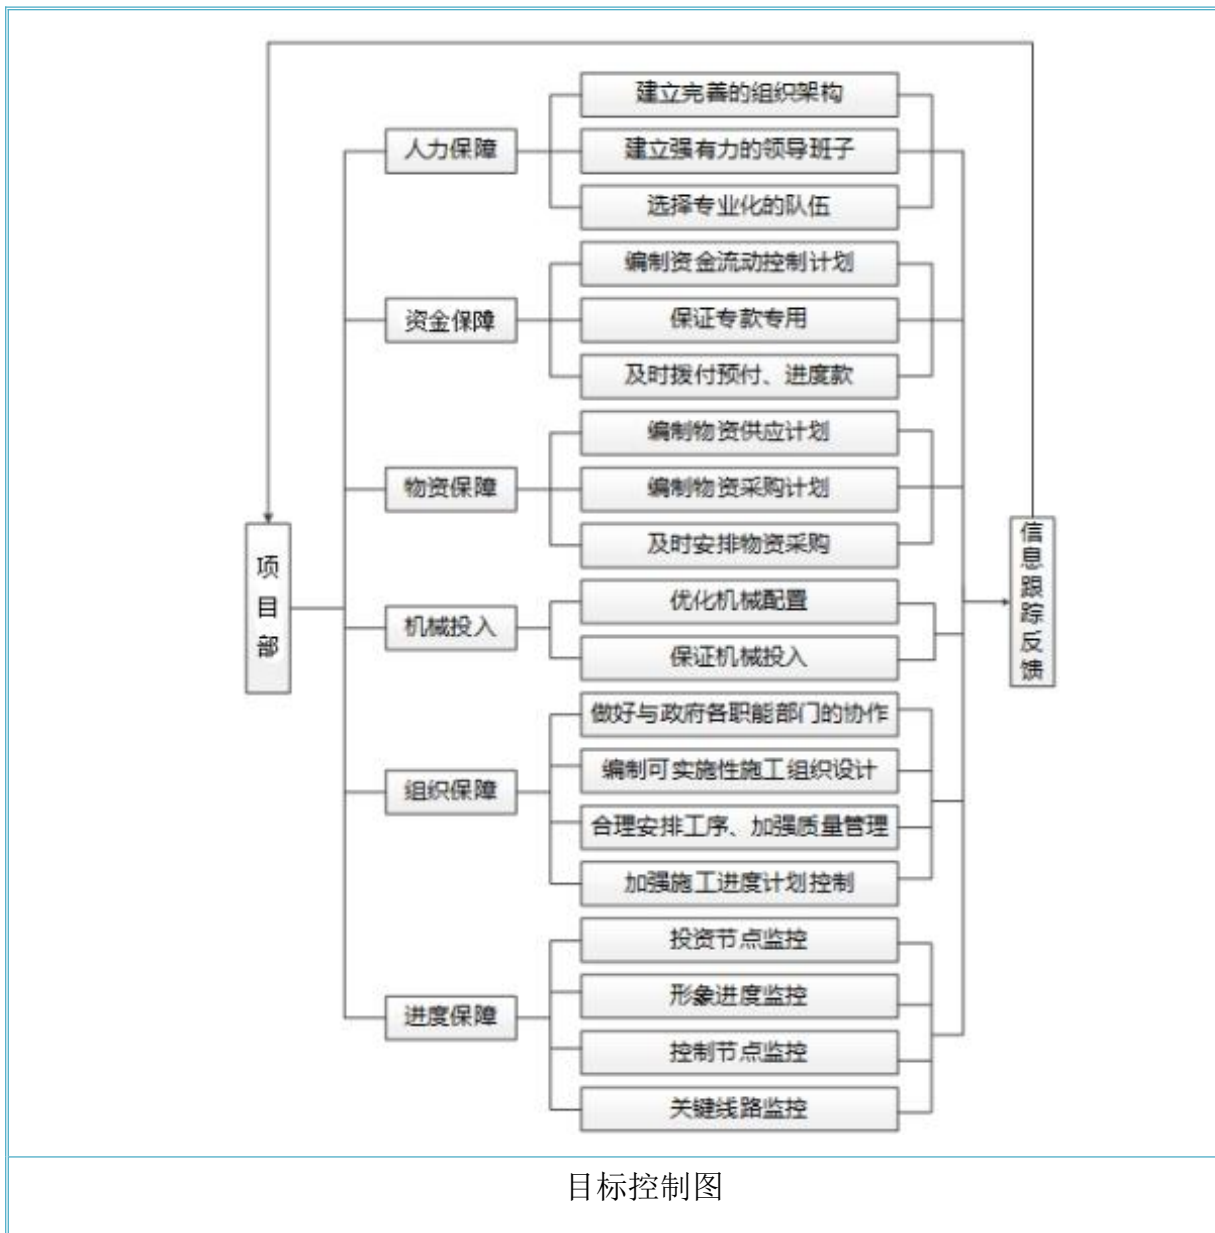 建立完善的组织架构
人力保障
建立强有力的领导班子
选择专业化的队伍
编制资金流动控制计划
资金保障
保证专款专用
及时拨付预付、进度款
编制物资供应计划
物资保障
编制物资采购计划
及时安排物资采购
项目部
信息跟踪反馈
优化机械配置
机械投入
保证机械投入
做好与政府各职能部门的协作
编制可实施性施工组织设计
组织保障
合理安排工序、加强质量管理
加强施工进度计划控制
投资节点监控
形象进度监控
进度保障
控制节点监控
关键线路监控
目标控制图